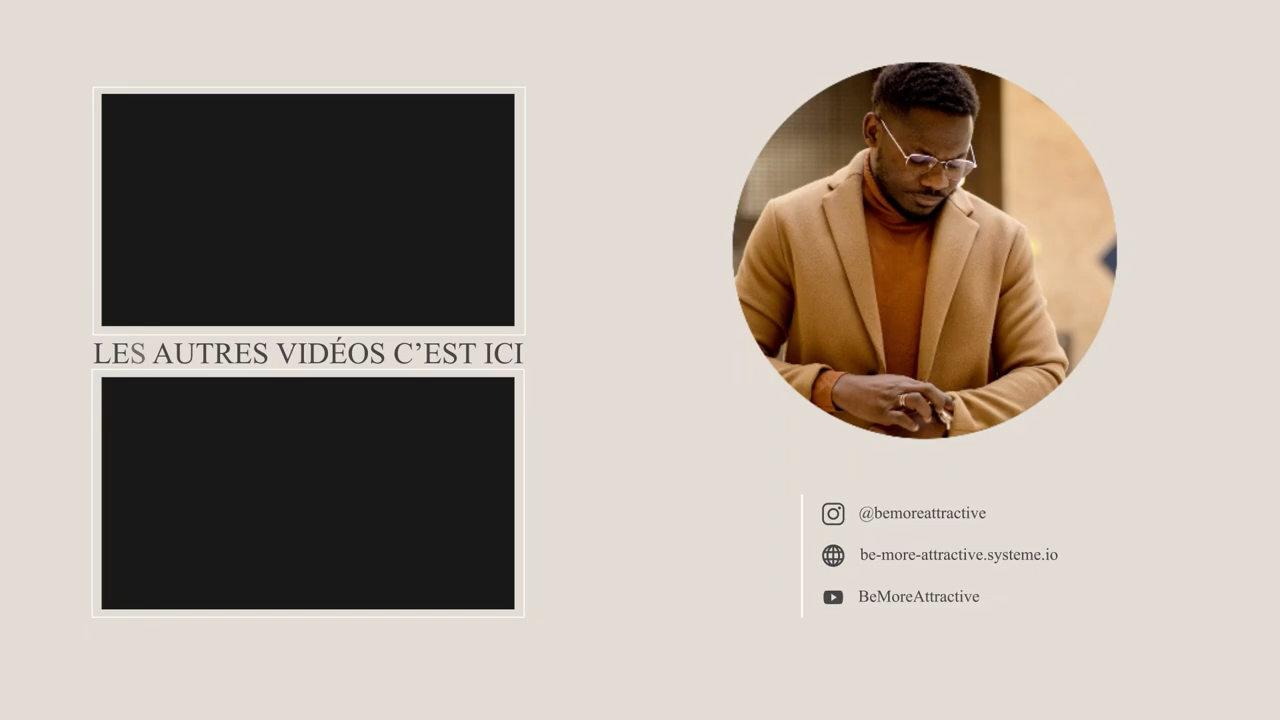 LES AUTRES VIDÉOS C’EST ICI
@bemoreattractive
be-more-attractive.systeme.io
BeMoreAttractive